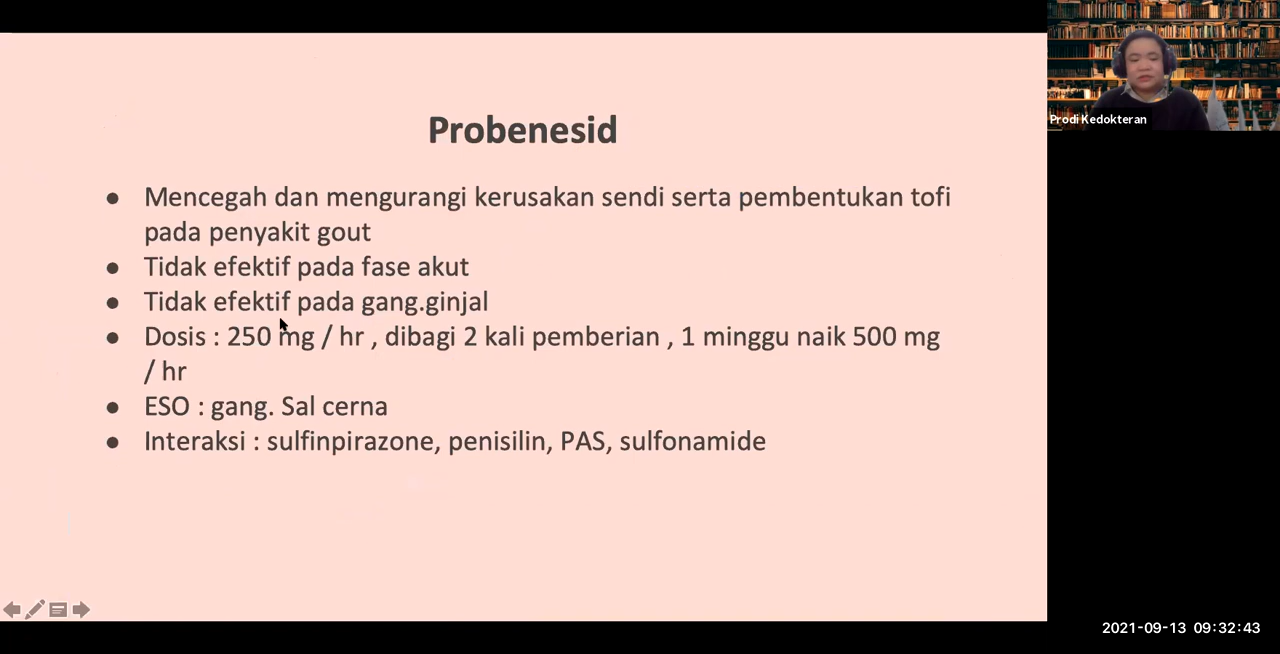 Probenesid
● Mencegah dan mengurangi kerusakan sendi serta pembentukan tofi
pada penyakit gout
● Tidak efektif pada fase akut
● Tidak efektif pada gang.ginjal
● Dosis : 250 mg / hr , dibagi 2 kali pemberian , 1 minggu naik 500 mg
/ hr
● ESO : gang. Sal cerna
● Interaksi : sulfinpirazone, penisilin, PAS, sulfonamide
Prodi Kedokteran
2021-09-13 09:32:43